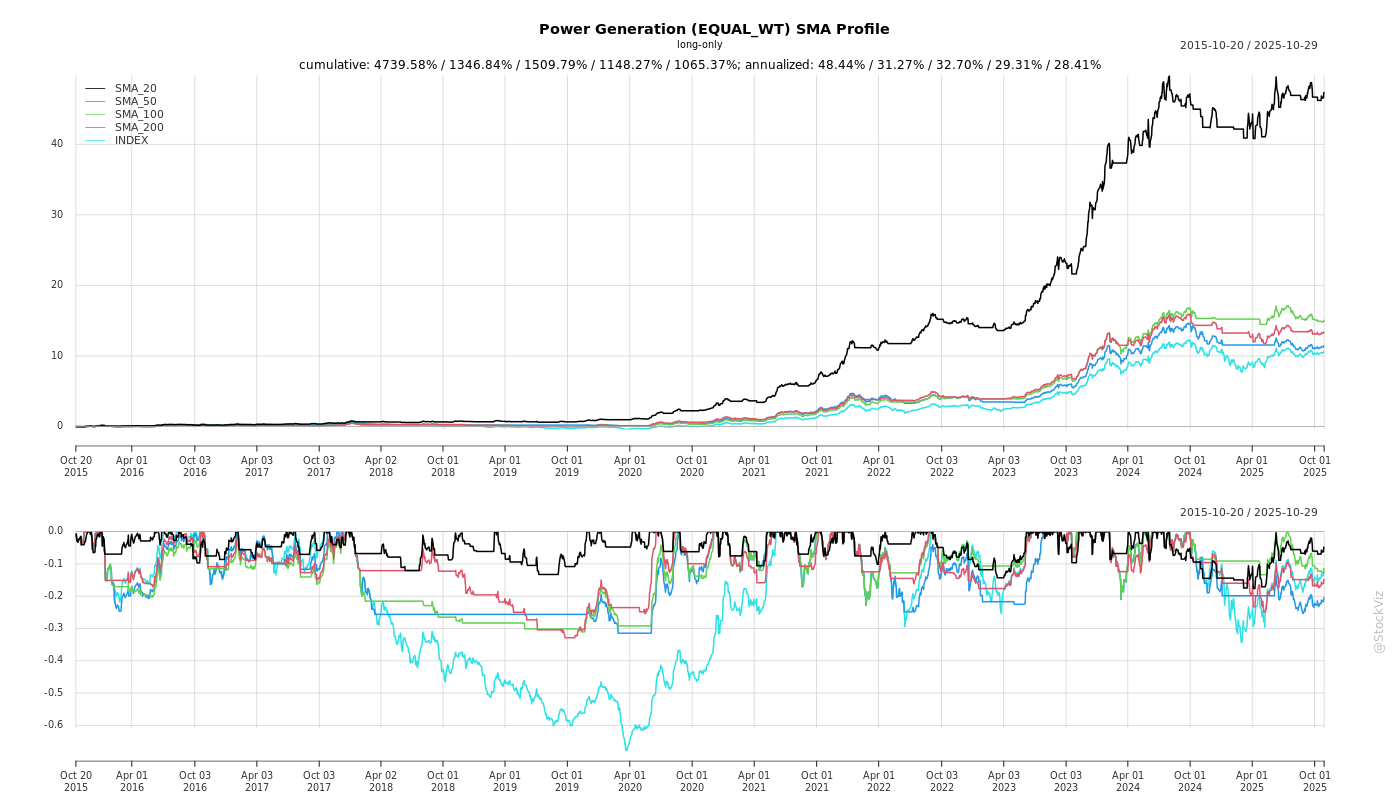 Power Generation (EQUAL_WT) SMA Profile
long-only
2015-10-20 / 2025-10-29
cumulative: 4739.58% / 1346.84% / 1509.79% / 1148.27% / 1065.37%; annualized: 48.44% / 31.27% / 32.70% / 29.31% / 28.41%
SMA_20
SMA_50
SMA_100
SMA_200
INDEX
40
30
20
10
0
Oct 20 Apr 01 Oct 03 Apr 03 Oct 03 Apr 02 Oct 01 Apr 01 Oct 01 Apr 01 Oct 01 Apr 01 Oct 01 Apr 01 Oct 03 Apr 03 Oct 03 Apr 01 Oct 01 Apr 01 Oct 01
2015 2016 2016 2017 2017 2018 2018 2019 2019 2020 2020 2021 2021 2022 2022 2023 2023 2024 2024 2025 2025
2015-10-20 / 2025-10-29
0.0
-0.1
-0.2
-0.3
-0.4
-0.5
-0.6
Oct 20 Apr 01 Oct 03 Apr 03 Oct 03 Apr 02 Oct 01 Apr 01 Oct 01 Apr 01 Oct 01 Apr 01 Oct 01 Apr 01 Oct 03 Apr 03 Oct 03 Apr 01 Oct 01 Apr 01 Oct 01
2015 2016 2016 2017 2017 2018 2018 2019 2019 2020 2020 2021 2021 2022 2022 2023 2023 2024 2024 2025 2025
@StockViz